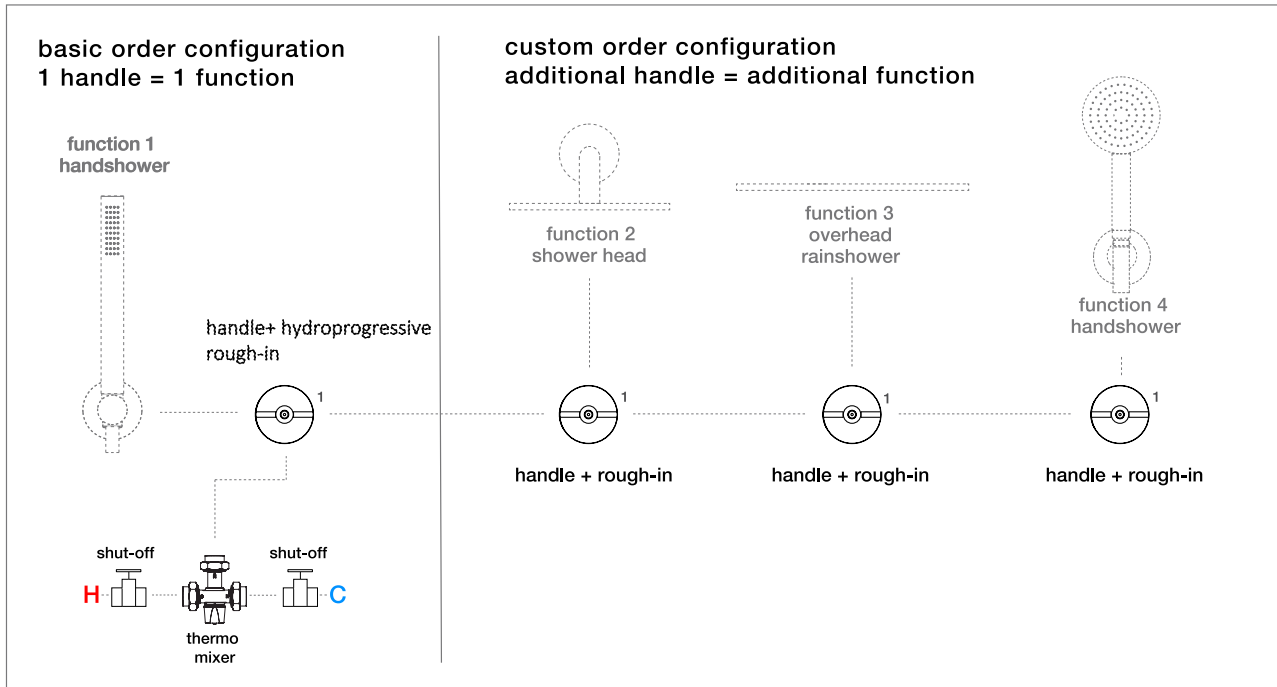 basic order configuration
1 handle = 1 function
function 1
handshower
handle+ hydroprogressive
rough-in
1
shut-off
shut-off
H
C
thermo
mixer
custom order configuration
additional handle = additional function
function 2
shower head
function 3
overhead
rainshower
function 4
handshower
1
1
1
handle + rough-in
handle + rough-in
handle + rough-in